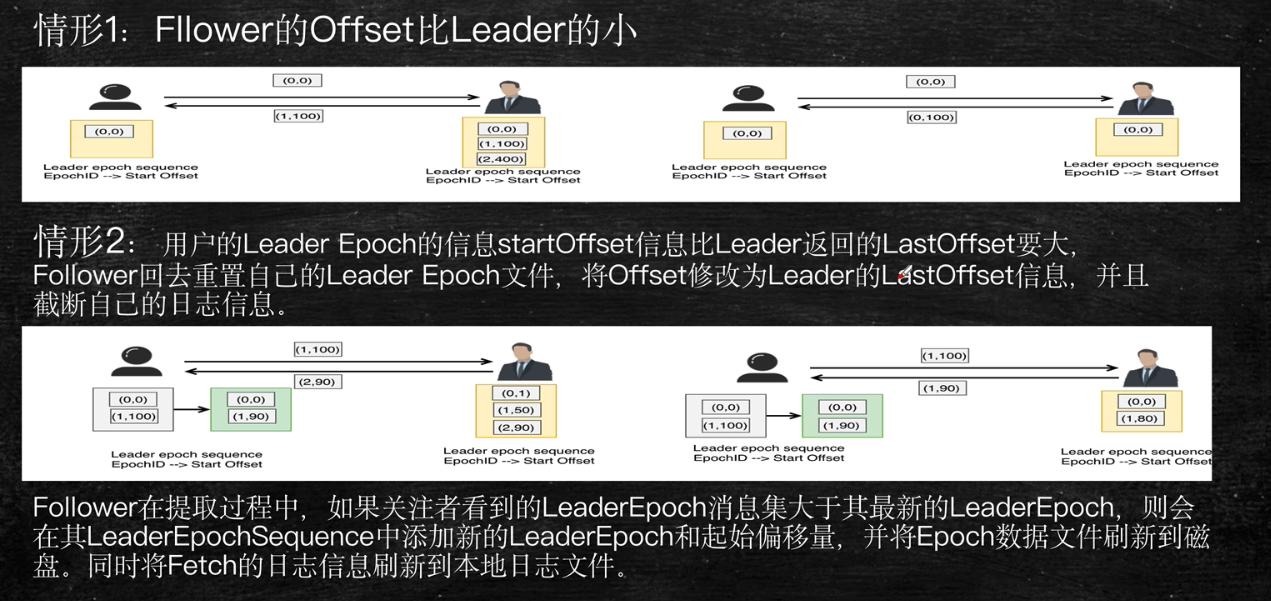 情形1：Fllower的Offset比Leader的小
(0,0)
(1,100)
(0,0)
Leader epoch sequence
EpochID --> Start Offset
(0,0)
(1,100)
(2,400)
Leader epoch sequence
EpochID --> Start Offset
(0,0)
(0,100)
(0,0)
Leader epoch sequence
EpochID --> Start Offset
(0,0)
Leader epoch sequence
EpochID --> Start Offset
情形2：用户的Leader Epoch的信息startOffset信息比Leader返回的LastOffset要大，
Follower回去重置自己的Leader Epoch文件，将Offset修改为Leader的LastOffset信息，并且
截断自己的日志信息。
(1,100)
(2,90)
(0,0)
(1,100)
(0,0)
(1,90)
Leader epoch sequence
EpochID --> Start Offset
(0,1)
(1,50)
(2,90)
Leader epoch sequence
EpochID --> Start Offset
(1,100)
(1,90)
(0,0)
(1,100)
(0,0)
(1,90)
Leader epoch sequence
EpochID --> Start Offset
(0,0)
(1,80)
Leader epoch sequence
EpochID --> Start Offset
Follower在提取过程中，如果关注者看到的LeaderEpoch消息集大于其最新的LeaderEpoch，则会
在其LeaderEpochSequence中添加新的LeaderEpoch和起始偏移量，并将Epoch数据文件刷新到磁
盘。同时将Fetch的日志信息刷新到本地日志文件。